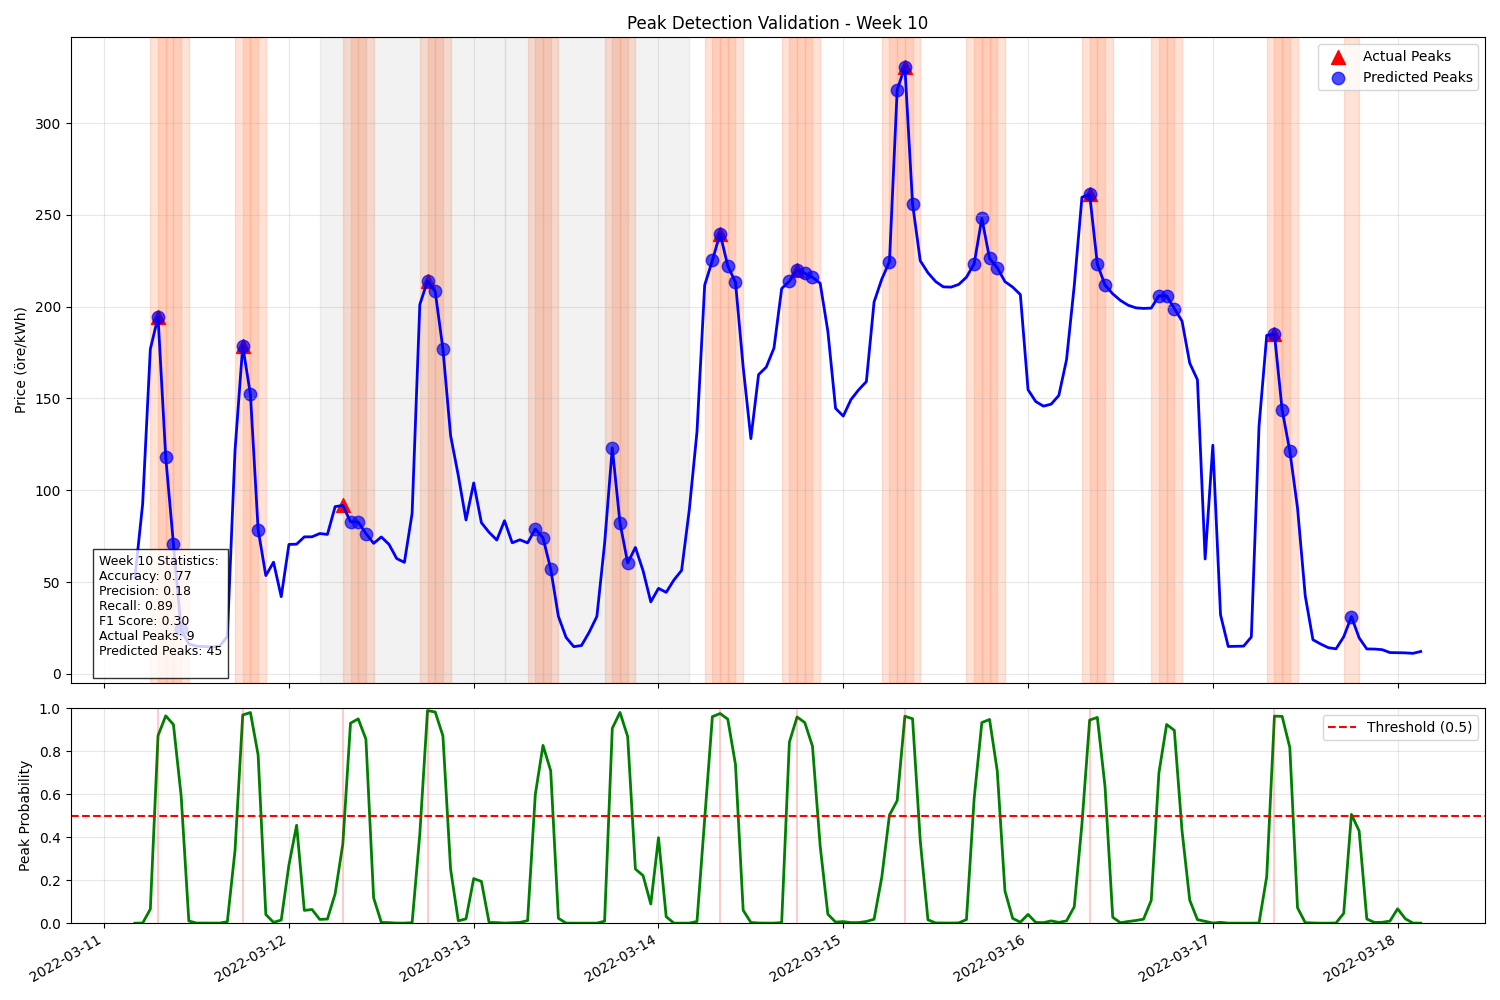 Peak Detection Validation - Week 10
Actual Peaks
Predicted Peaks
Price (öre/kWh)
300
250
200
150
100
50
0
Week 10 Statistics:
Accuracy: 0.77
Precision: 0.18
Recall: 0.89
F1 Score: 0.30
Actual Peaks: 9
Predicted Peaks: 45
Peak Probability
1.0
0.8
0.6
0.4
0.2
0.0
Threshold (0.5)
2022-03-11
2022-03-12
2022-03-13
2022-03-14
2022-03-15
2022-03-16
2022-03-17
2022-03-18